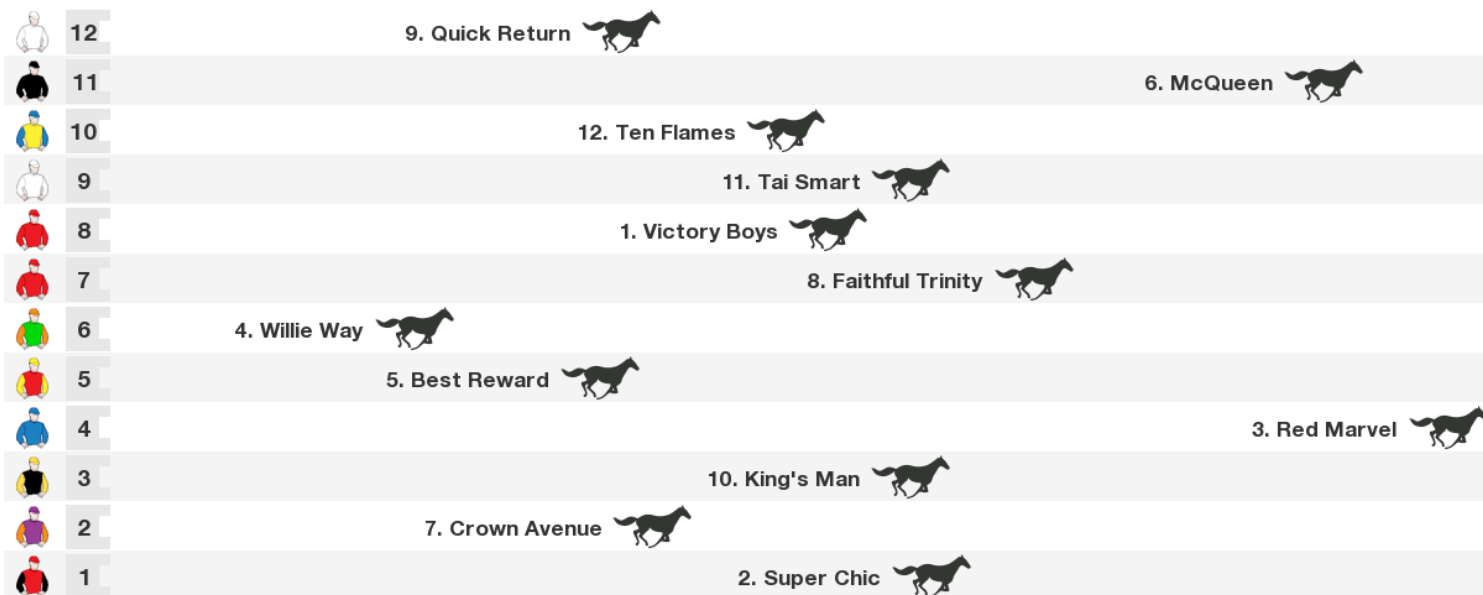 12 9. Quick Return
11 6. McQueen
10 12. Ten Flames
9 11. Tai Smart
8 1. Victory Boys
7 8. Faithful Trinity
6 4. Willie Way
5 5. Best Reward
4 3. Red Marvel
3 10. King's Man
2 7. Crown Avenue
1 2. Super Chic